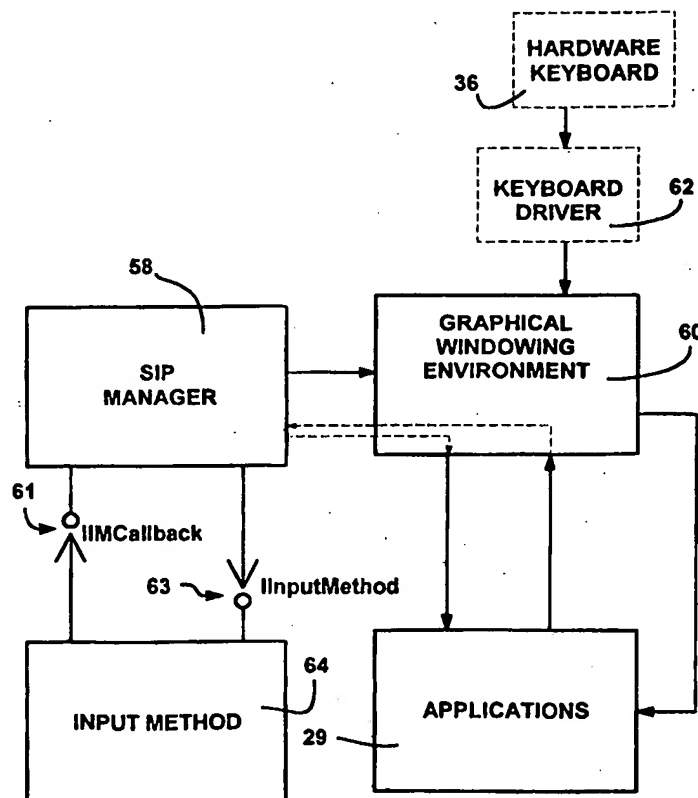 HARDWARE
KEYBOARD
36
KEYBOARD
DRIVER
62
58
SIP
MANAGER
GRAPHICAL
WINDOWING
ENVIRONMENT
60
61
IIMCallback
63
IInputMethod
64
INPUT METHOD
APPLICATIONS
29